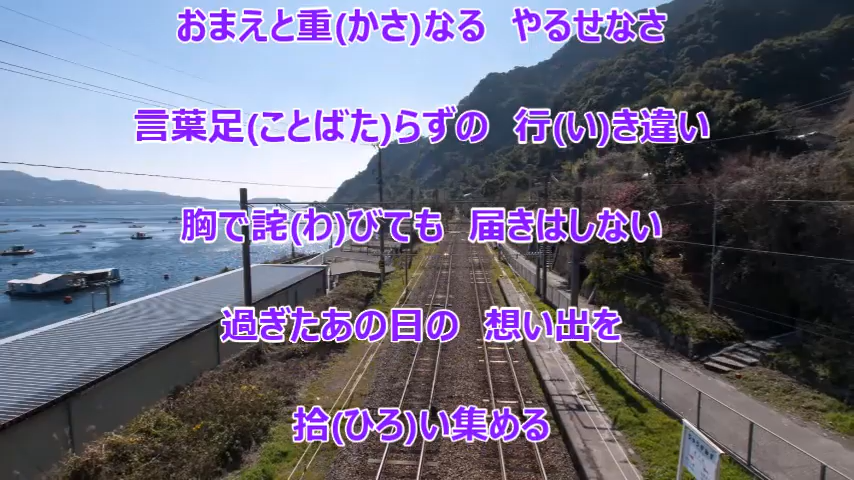 おまえと重(かさ)なる　やるせなさ
言葉足(ことばた)らずの　行(い)き違い
胸で詫(わ)びても　届きはしない
過ぎたあの日の　想い出を
拾(ひろ)い集める